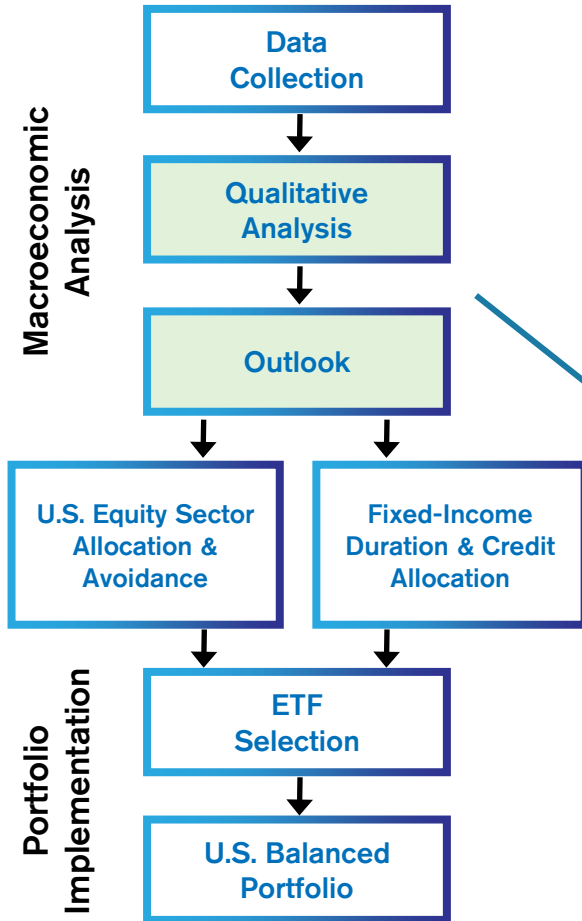 Macroeconomic
Analysis
Data
Collection
Qualitative
Analysis
Outlook
U.S. Equity Sector
Allocation &
Avoidance
Fixed-Income
Duration & Credit
Allocation
Portfolio
Implementation
ETF
Selection
U.S. Balanced
Portfolio